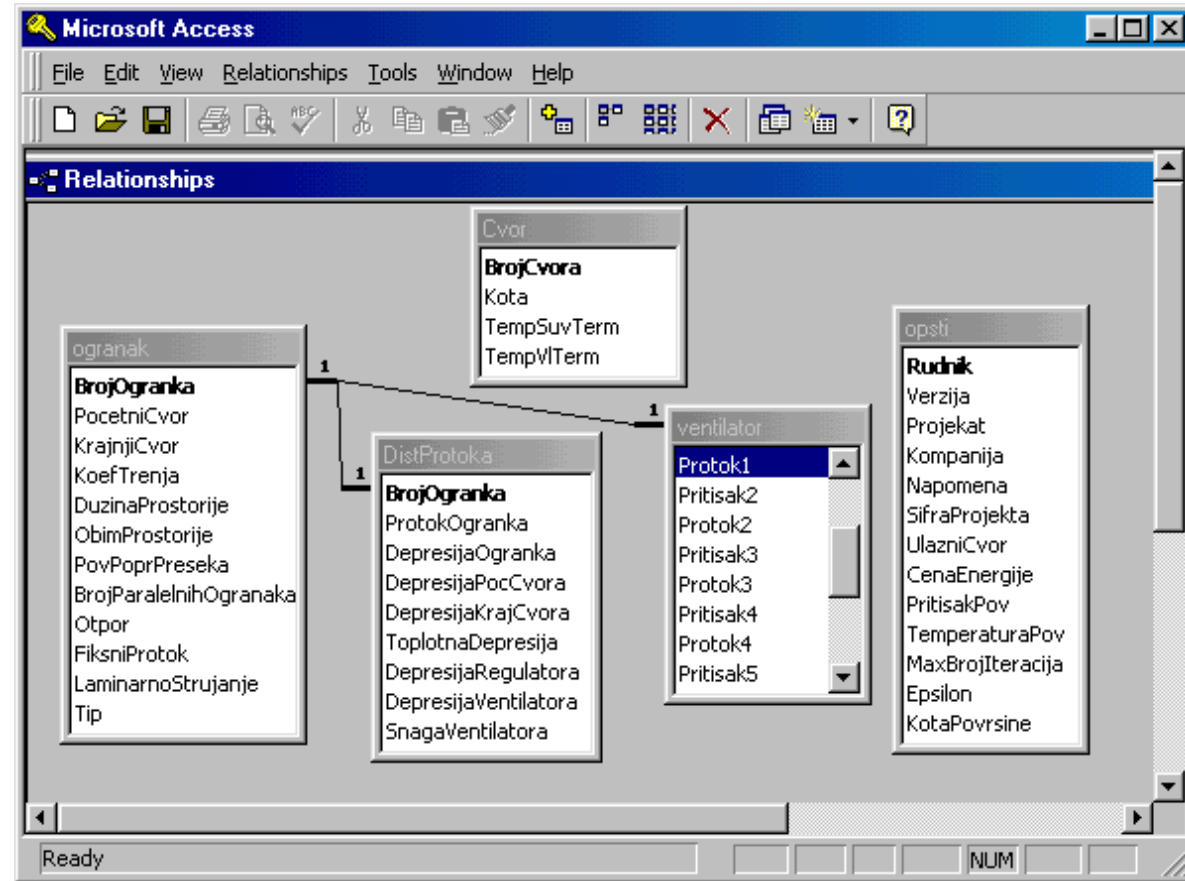 Microsoft Access
File Edit View Relationships Tools Window Help
ABC
Relationships
Cvor
BrojCvora
Kota
TempSuvTerm
TempVlTerm
ogranak
BrojOgranka
PocetniCvor
KrajnjiCvor
KoefTrenja
DuzinaProstorije
ObimProstorije
PovPoprPreseka
BrojParalelnihOgranaka
Otpor
FiksniProtok
LaminarnoStrujanje
Tip
1
1
1
DistProtoka
BrojOgranka
ProtokOgranka
DepresijaOgranka
DepresijaPocCvora
DepresijaKrajCvora
ToplotnaDepresija
DepresijaRegulatora
DepresijaVentilatora
SnagaVentilatora
ventilator
Protok1
Pritisak2
Protok2
Pritisak3
Protok3
Pritisak4
Protok4
Pritisak5
opsti
Rudnik
Verzija
Projekat
Kompanija
Napomena
SifraProjekta
UlazniCvor
CenaEnergije
PritisakPov
TemperaturaPov
MaxBrojIteracija
Epsilon
KotaPovrsine
Ready
NUM